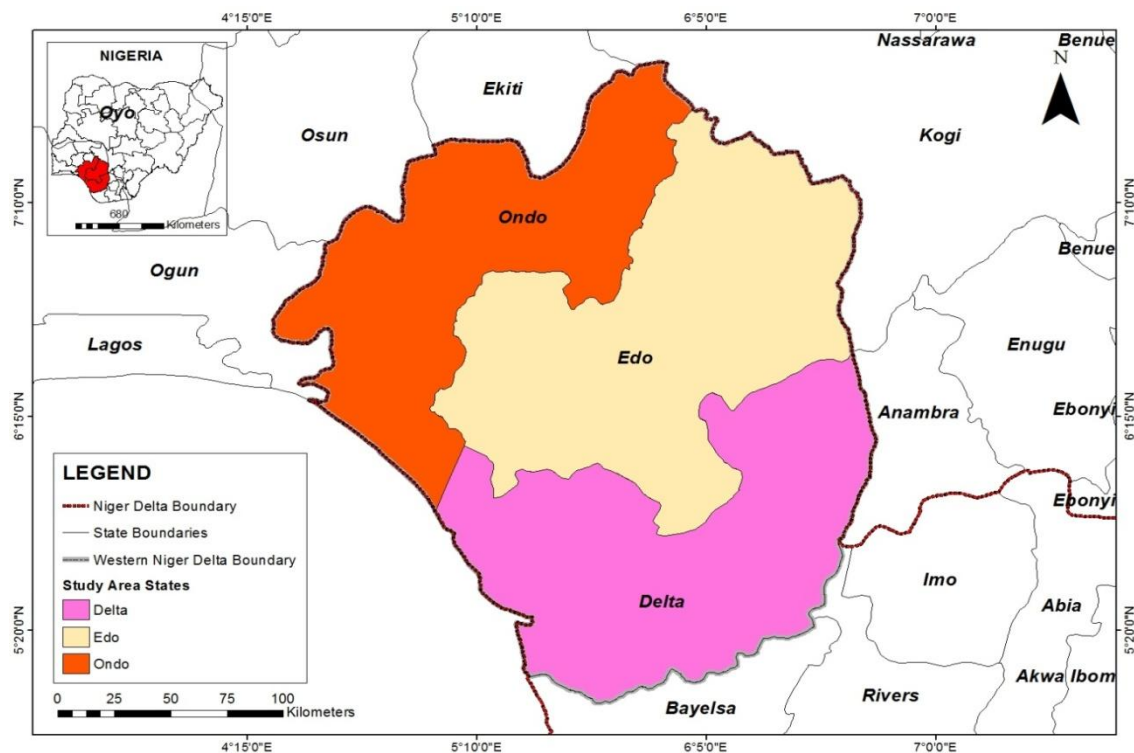 4°15'0"E 5°10'0"E 6°5'0"E 7°0'0"E
NIGERIA
Oyo
680
Kilometers
Nassarawa
Benue
N
Ekiti
Kogi
Osun
7°10'0"N
7°10'0"N
Ondo
Benue
Ogun
Lagos
Edo
Enugu
Anambra
Ebonyi
6°15'0"N
6°15'0"N
LEGEND
Niger Delta Boundary
State Boundaries
Western Niger Delta Boundary
Study Area States
Delta
Edo
Ondo
0 25 50 75 100
Kilometers
Ebonyi
Imo
Delta
Abia
5°20'0"N
5°20'0"N
Akwa Ibom
Rivers
Bayelsa
4°15'0"E 5°10'0"E 6°5'0"E 7°0'0"E